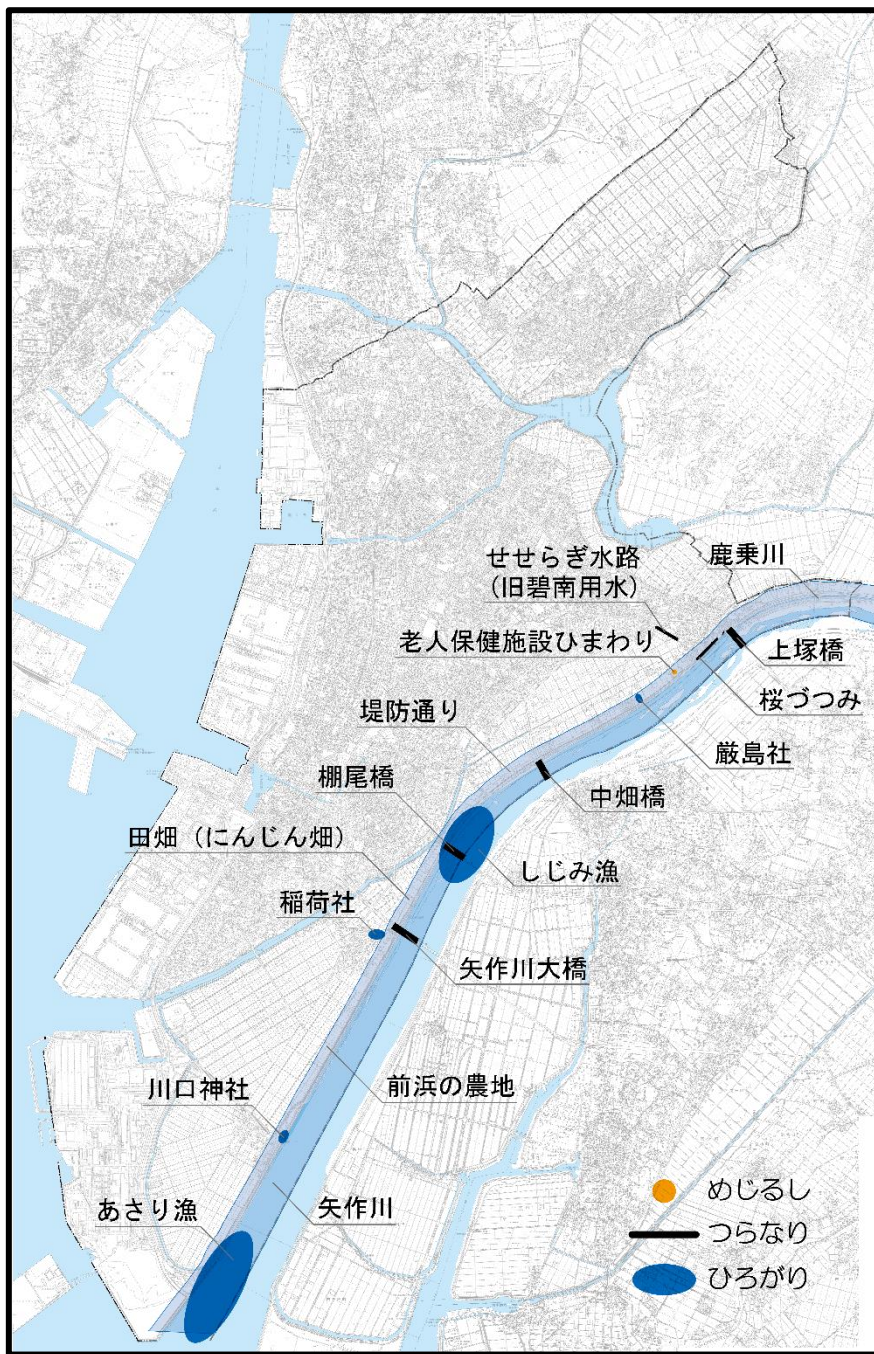 せせらぎ水路
（旧碧南用水）
鹿乗川
老人保健施設ひまわり
上塚橋
桜づつみ
堤防通り
厳島社
棚尾橋
中畑橋
田畑（にんじん畑）
しじみ漁
稲荷社
矢作川大橋
川口神社
前浜の農地
あさり漁
矢作川
めじるし
つらなり
ひろがり